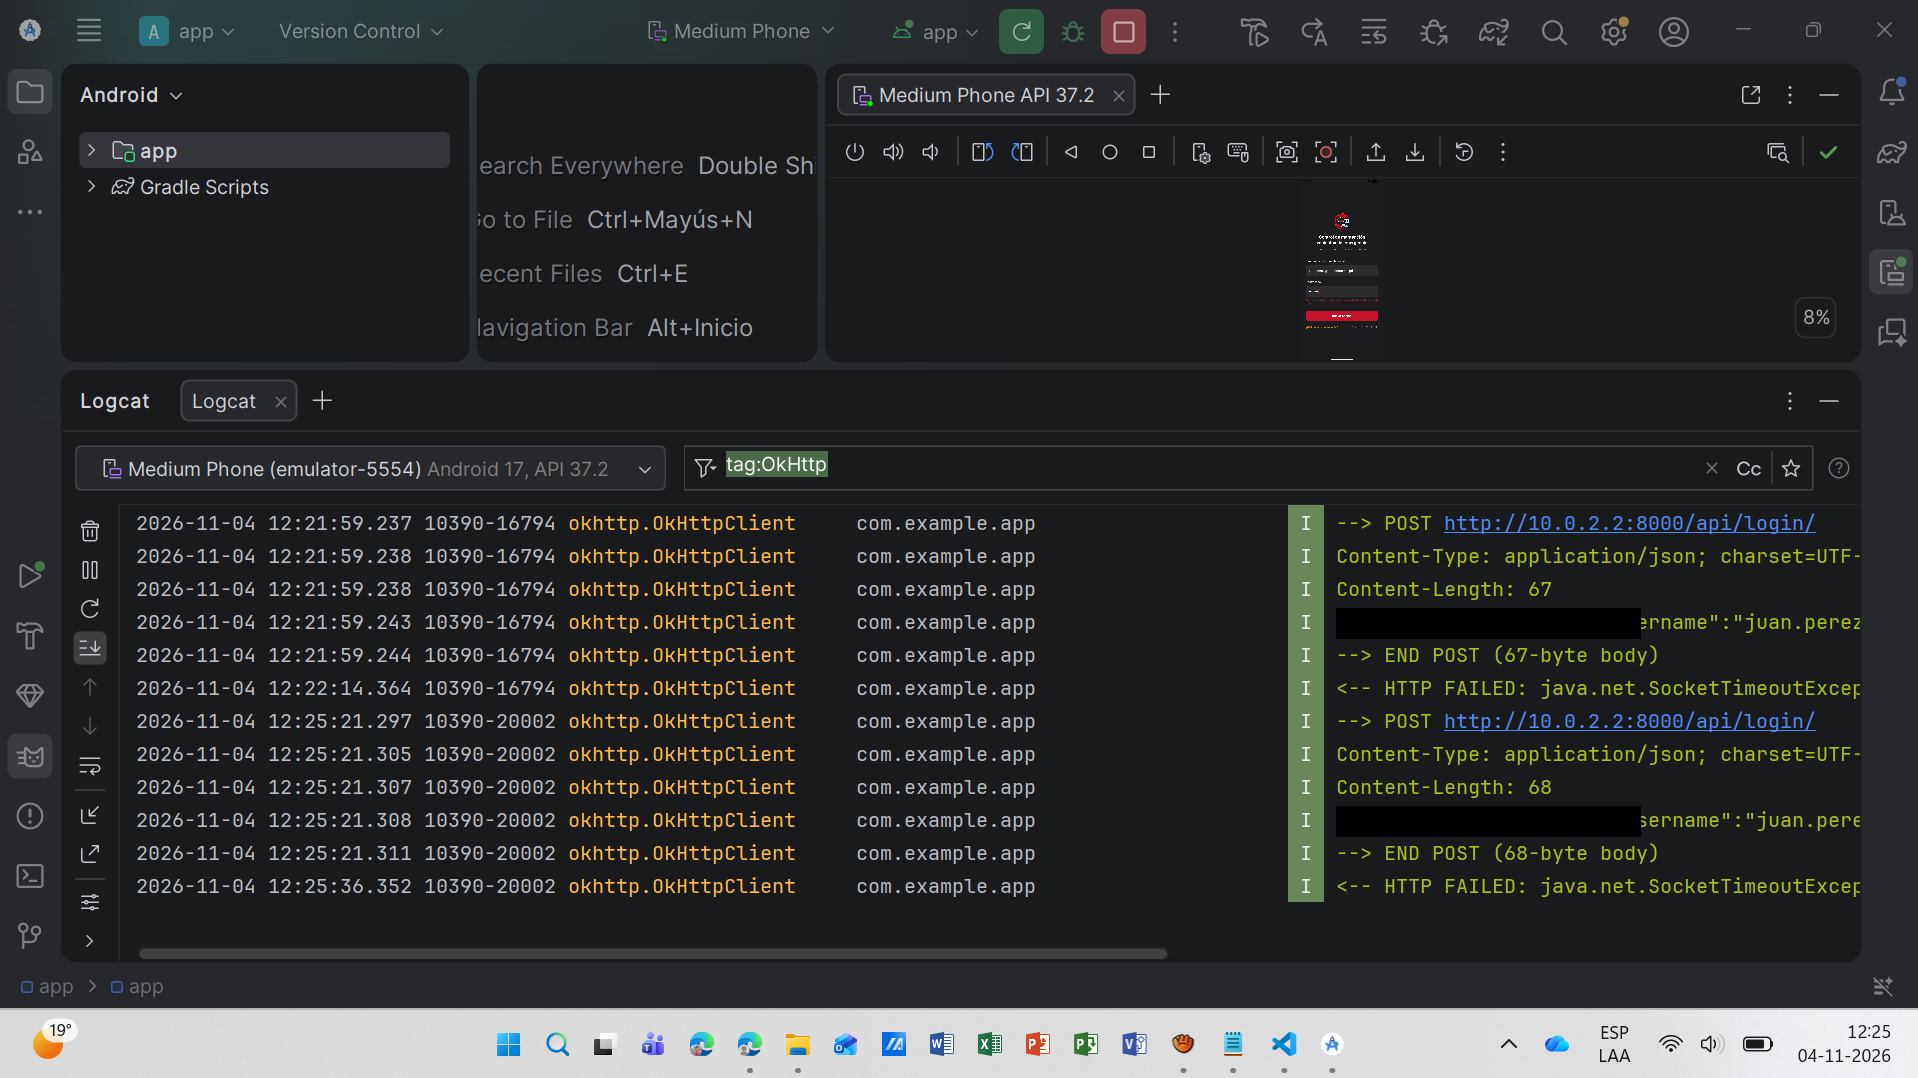 A app Version Control Medium Phone app
Android
app
Gradle Scripts
earch Everywhere Double Shi
o to File Ctrl+Mayús+N
ecent Files Ctrl+E
avigation Bar Alt+Inicio
Medium Phone API 37.2
8%
Logcat Logcat
Medium Phone (emulator-5554) Android 17, API 37.2 tag:OkHttp Cc
2026-11-04 12:21:59.237 10390-16794 okhttp.OkHttpClient com.example.app I --> POST http://10.0.2.2:8000/api/login/
2026-11-04 12:21:59.238 10390-16794 okhttp.OkHttpClient com.example.app I Content-Type: application/json; charset=UTF-
2026-11-04 12:21:59.238 10390-16794 okhttp.OkHttpClient com.example.app I Content-Length: 67
2026-11-04 12:21:59.243 10390-16794 okhttp.OkHttpClient com.example.app I ername":"juan.perez
2026-11-04 12:21:59.244 10390-16794 okhttp.OkHttpClient com.example.app I --> END POST (67-byte body)
2026-11-04 12:22:14.364 10390-16794 okhttp.OkHttpClient com.example.app I <-- HTTP FAILED: java.net.SocketTimeoutExcep
2026-11-04 12:25:21.297 10390-20002 okhttp.OkHttpClient com.example.app I --> POST http://10.0.2.2:8000/api/login/
2026-11-04 12:25:21.305 10390-20002 okhttp.OkHttpClient com.example.app I Content-Type: application/json; charset=UTF-
2026-11-04 12:25:21.307 10390-20002 okhttp.OkHttpClient com.example.app I Content-Length: 68
2026-11-04 12:25:21.308 10390-20002 okhttp.OkHttpClient com.example.app I sername":"juan.pere
2026-11-04 12:25:21.311 10390-20002 okhttp.OkHttpClient com.example.app I --> END POST (68-byte body)
2026-11-04 12:25:36.352 10390-20002 okhttp.OkHttpClient com.example.app I <-- HTTP FAILED: java.net.SocketTimeoutExcep
app app
19°
ESP
LAA
12:25
04-11-2026